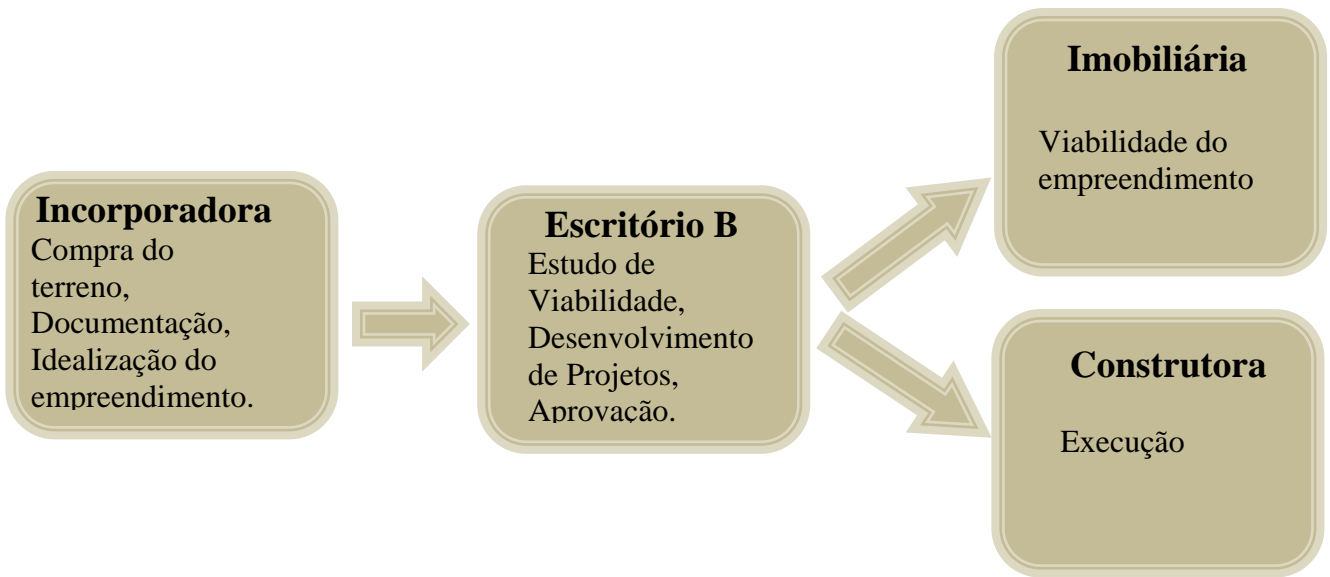 Incorporadora
Compra do
terreno,
Documentação,
Idealização do
empreendimento.
Escritório B
Estudo de
Viabilidade,
Desenvolvimento
de Projetos,
Aprovação.
Imobiliária
Viabilidade do
empreendimento
Construtora
Execução